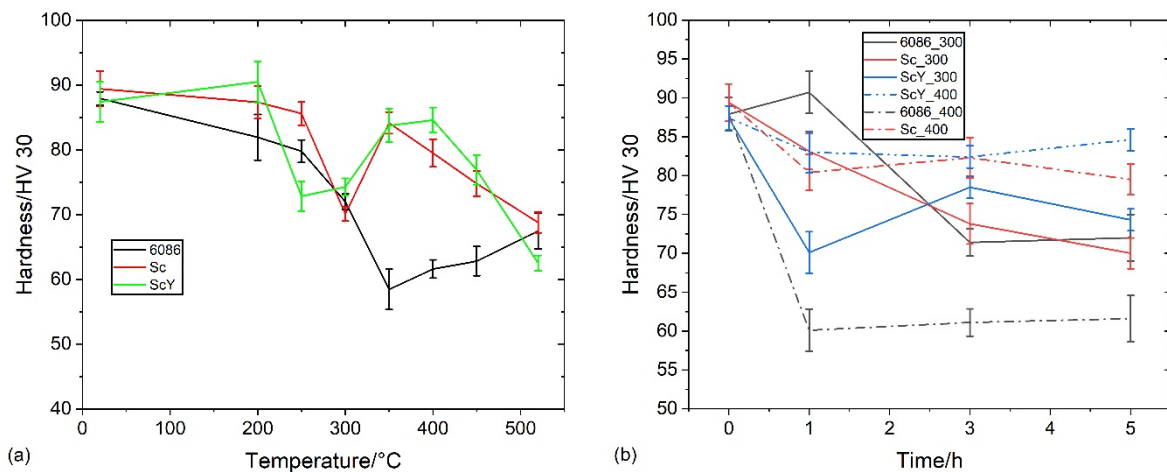 100
90
80
70
60
50
40
Hardness/HV 30
6086
Sc
ScY
0
100
200
300
400
500
Temperature/°C
(a)
100
95
90
85
80
75
70
65
60
55
50
Hardness/HV 30
6086_300
Sc_300
ScY_300
ScY_400
6086_400
Sc_400
0
1
2
3
4
5
Time/h
(b)